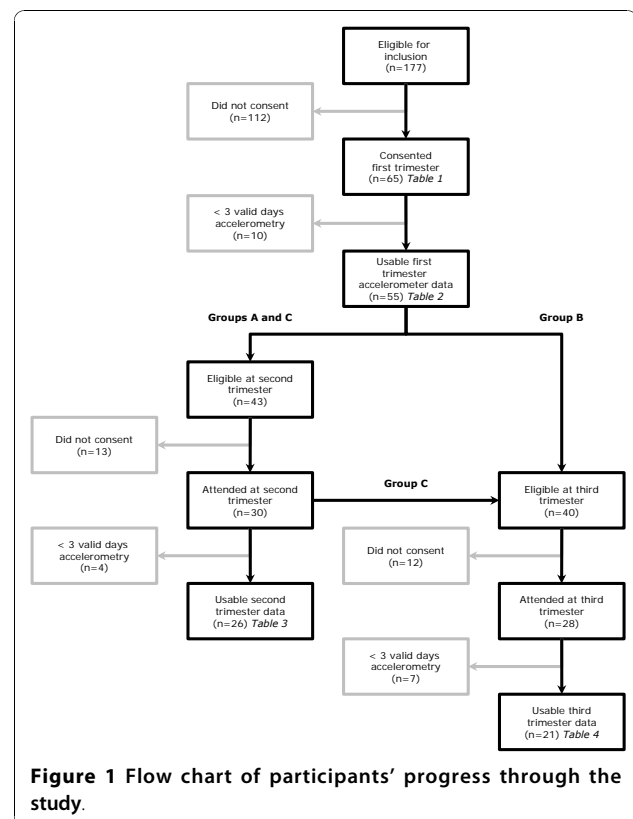 Eligible for
inclusion
(n=177)
Did not consent
(n=112)
Consented
first trimester
(n=65) Table 1
< 3 valid days
accelerometry
(n=10)
Usable first
trimester
accelerometer data
(n=55) Table 2
Groups A and C
Group B
Eligible at second
trimester
(n=43)
Did not consent
(n=13)
Attended at second
trimester
(n=30)
Group C
Eligible at third
trimester
(n=40)
< 3 valid days
accelerometry
(n=4)
Did not consent
(n=12)
Usable second
trimester data
(n=26) Table 3
Attended at third
trimester
(n=28)
< 3 valid days
accelerometry
(n=7)
Usable third
trimester data
(n=21) Table 4
Figure 1 Flow chart of participants' progress through the
study.